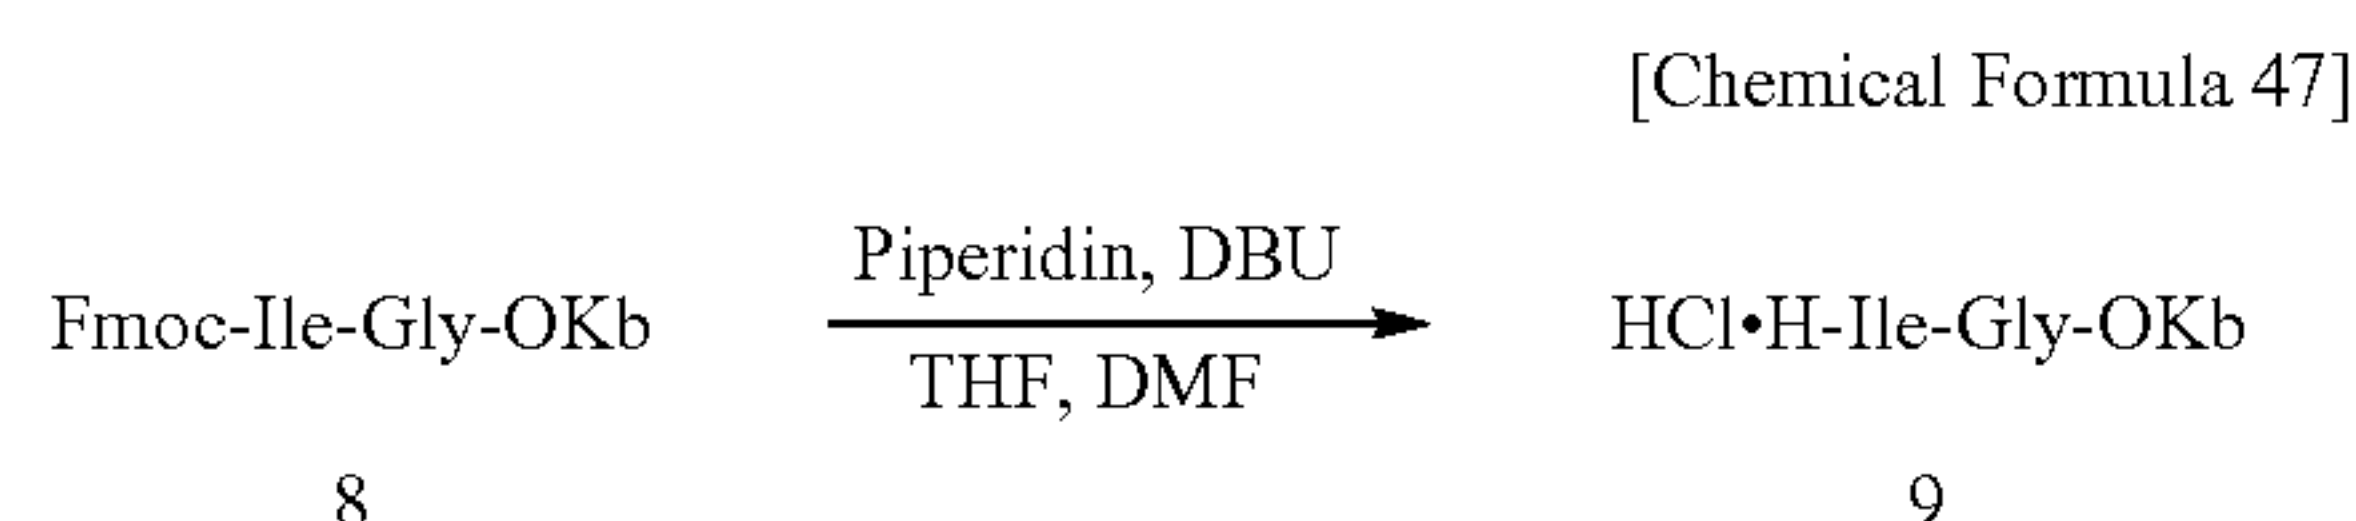 [Chemical Formula 47]
Piperidin, DBU
Fmoc-Ile-Gly-OKb
HCl•H-Ile-Gly-OKb
THF, DMF
8
9